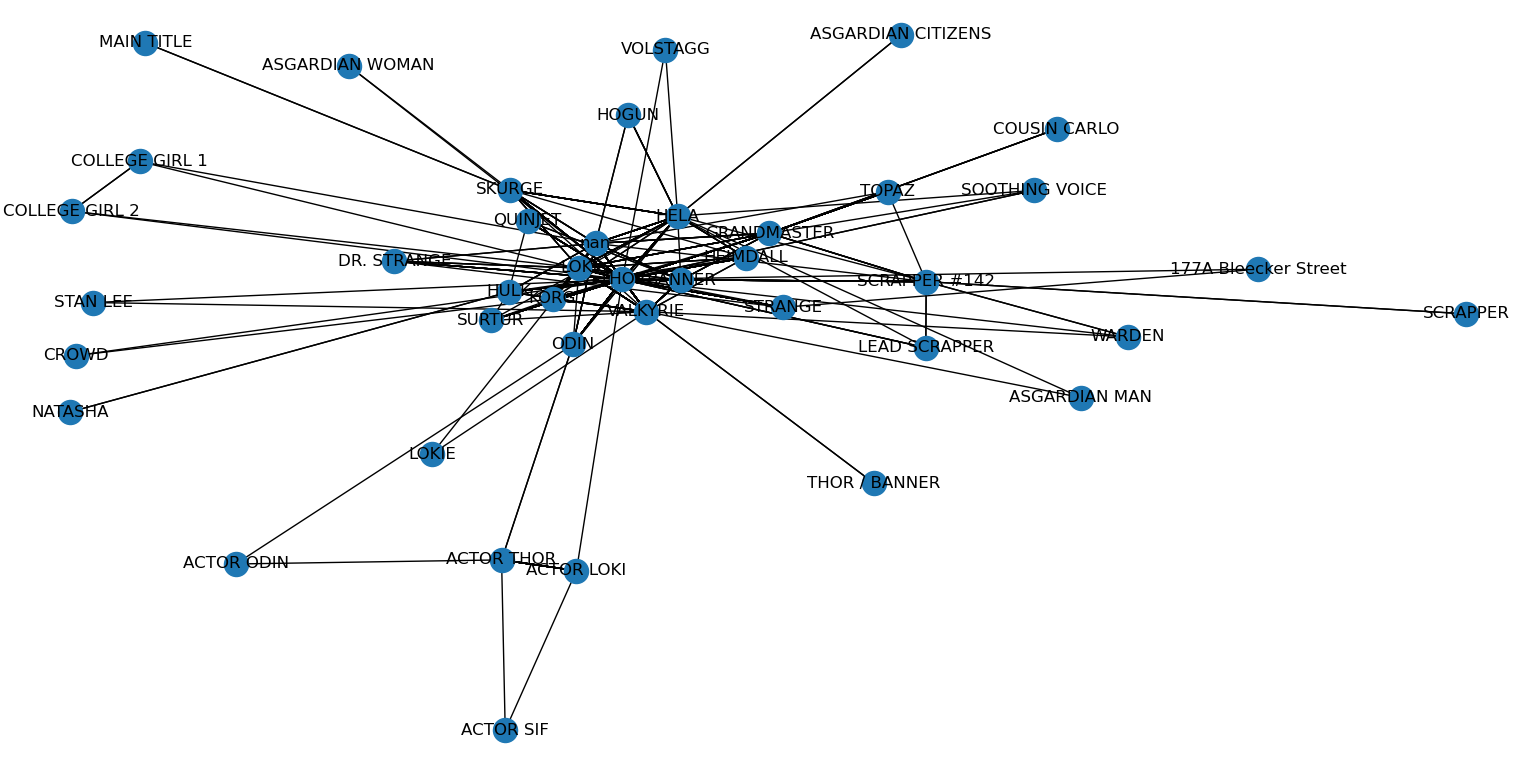 ASGARDIAN CITIZENS
MAIN TITLE
VOLSTAGG
ASGARDIAN WOMAN
HOGUN
COUSIN CARLO
COLLEGE GIRL 1
SKURGE
TOPAZ
SOOTHING VOICE
COLLEGE GIRL 2
HELA
QUINJET
GRANDMASTER
nan
HEIMDALL
DR. STRANGE
LOKI
177A Bleecker Street
THOR
BANNER
SCRAPPER #142
HULK
KORG
STAN LEE
STRANGE
VALKYRIE
SCRAPPER
SURTUR
WARDEN
ODIN
LEAD SCRAPPER
CROWD
ASGARDIAN MAN
NATASHA
LOKIE
THOR / BANNER
ACTOR THOR
ACTOR ODIN
ACTOR LOKI
ACTOR SIF